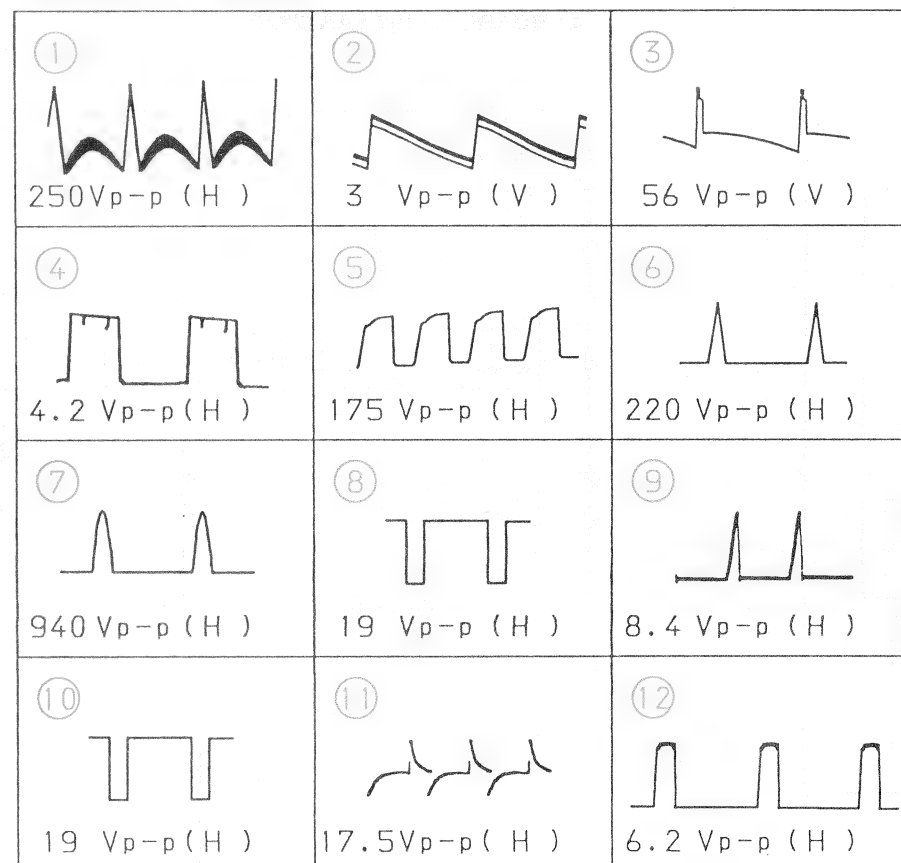 ① ② ③
250Vp-p (H ) 3 Vp-p (V ) 56 Vp-p (V )
④ ⑤ ⑥
4.2 Vp-p(H ) 175 Vp-p (H ) 220 Vp-p (H )
⑦ ⑧ ⑨
940 Vp-p (H ) 19 Vp-p (H ) 8.4 Vp-p (H )
⑩ ⑪ ⑫
19 Vp-p(H ) 17.5Vp-p( H ) 6.2 Vp-p( H )